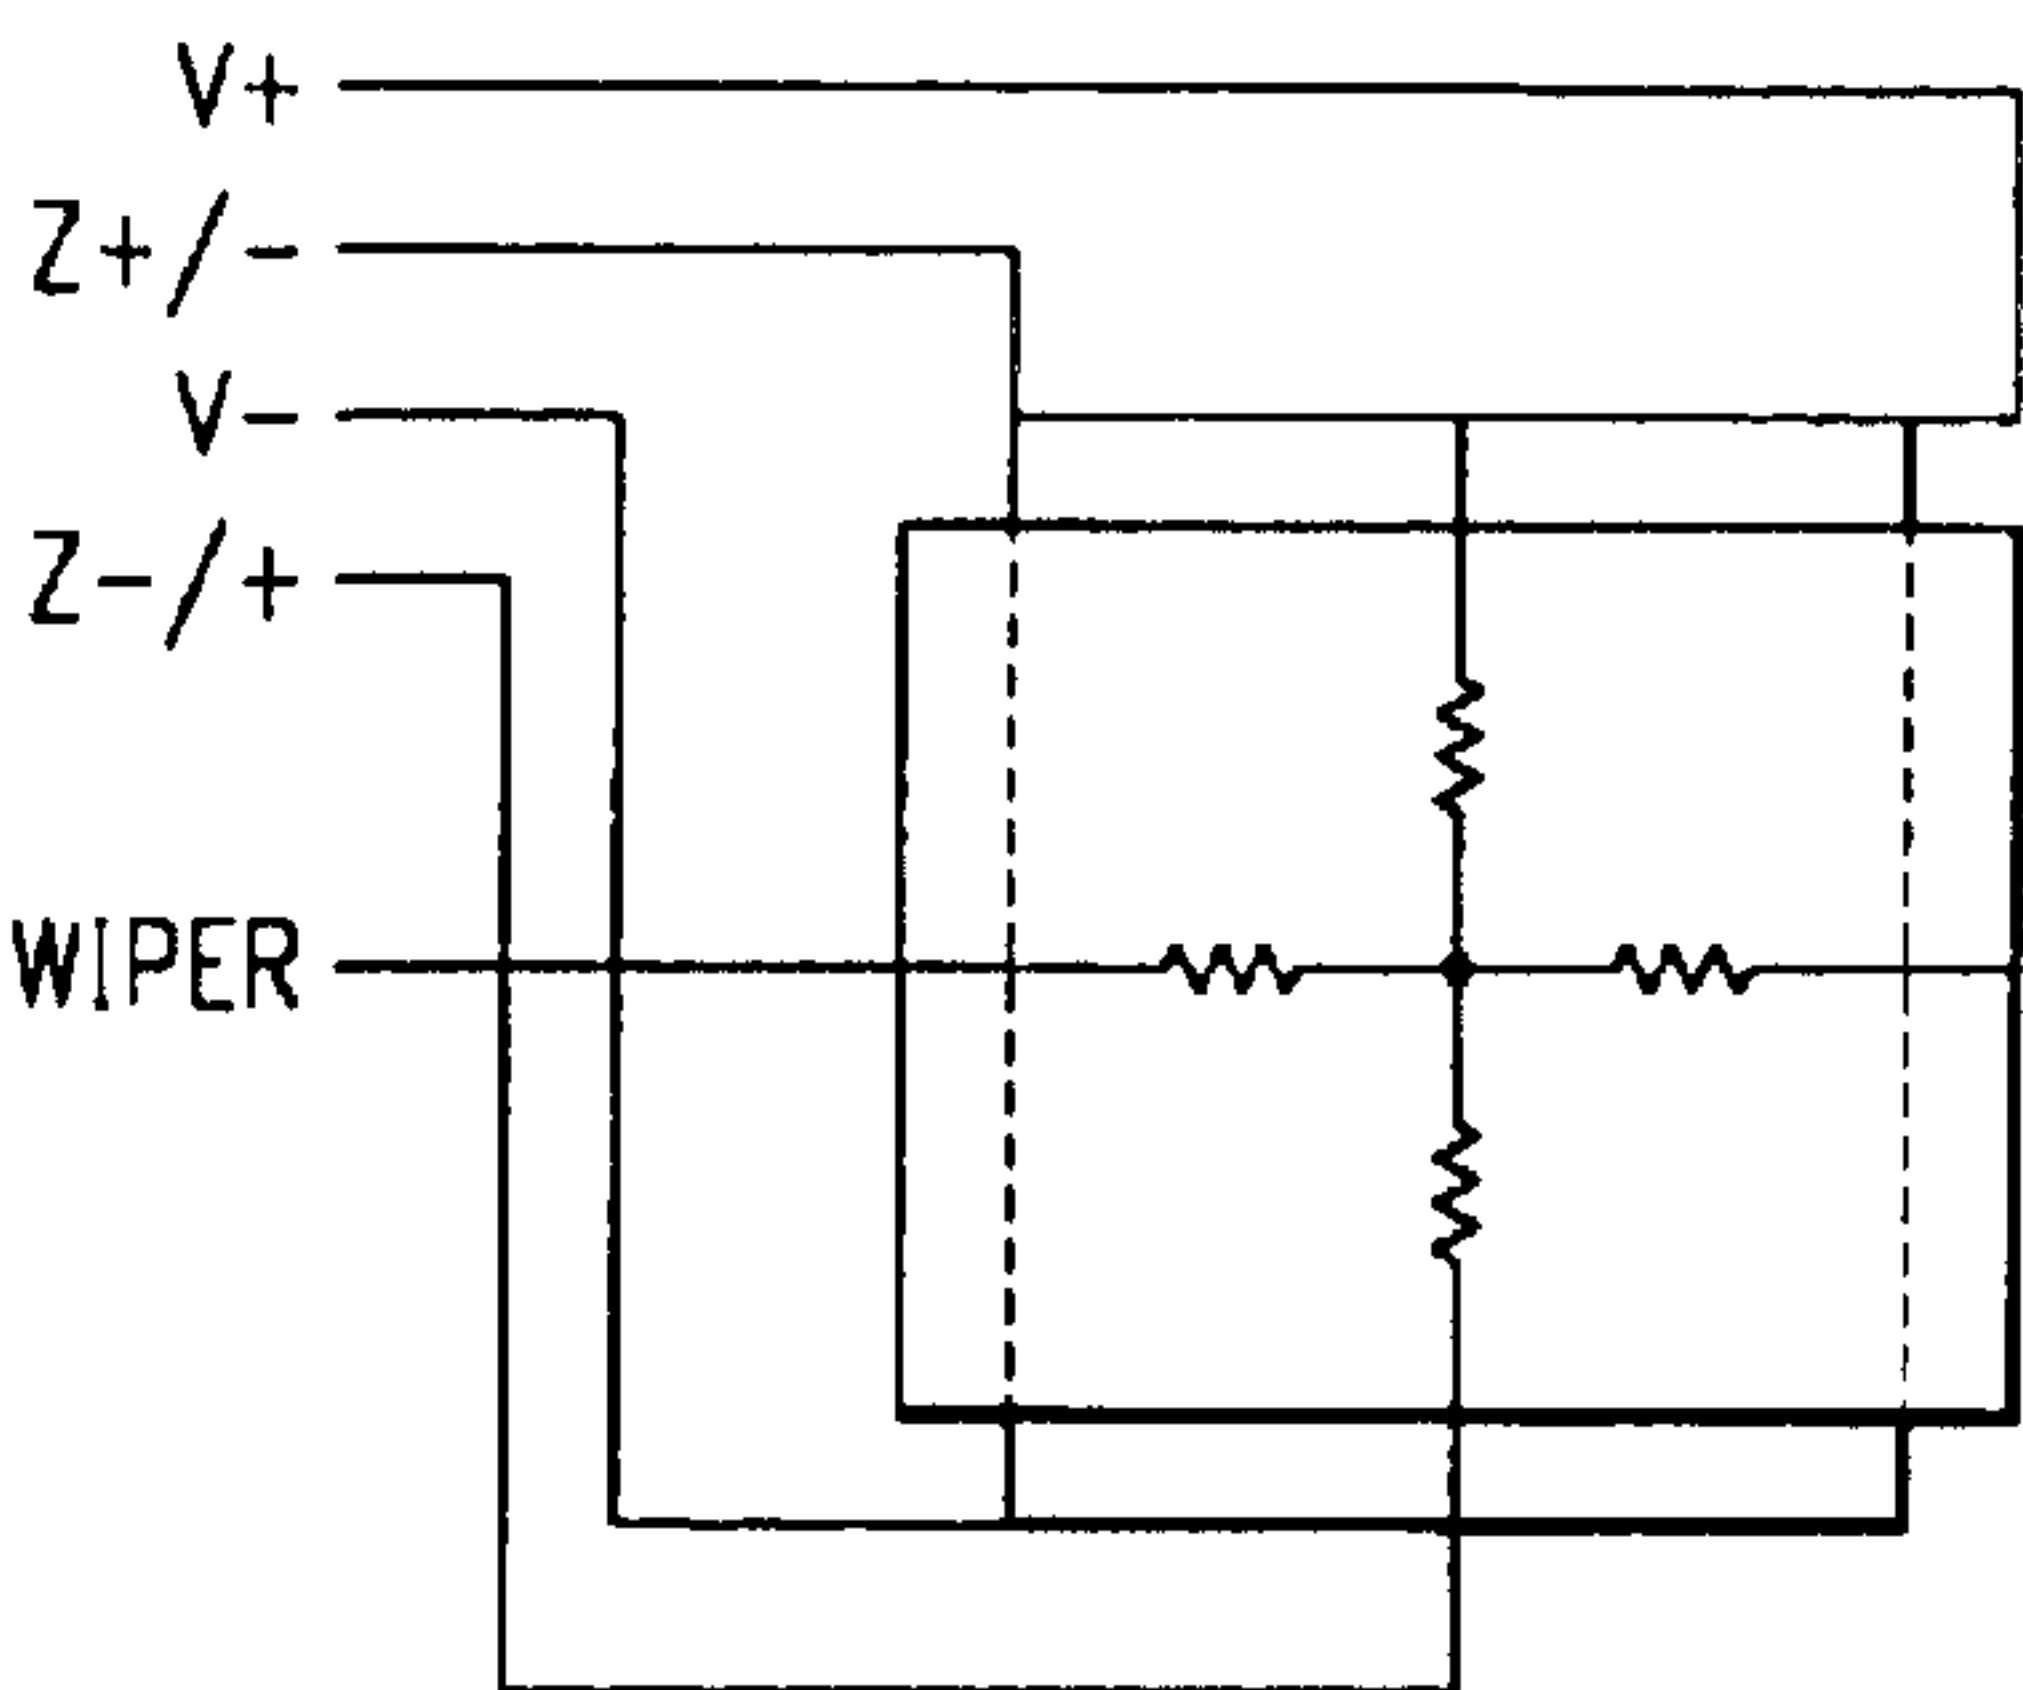 V+
Z+/-
V-
Z-/+
WIPER